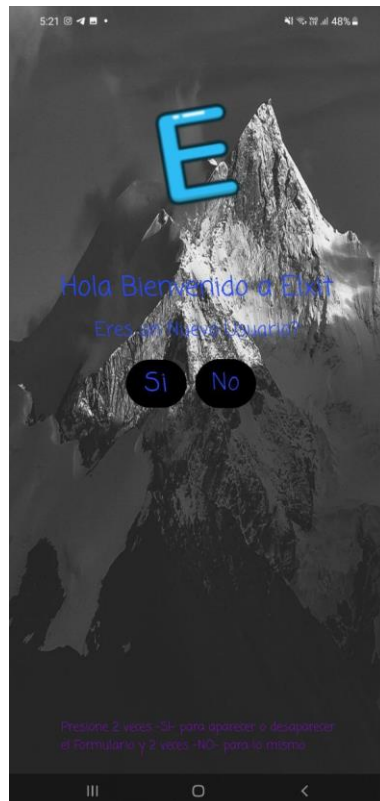 5:21
48%
E
Hola Bienvenido a Elxit
Eres un Nuevo Usuario?
Si No
Presione 2 veces -SI- para aparecer o desaparecer
el Formulario y 2 veces -NO- para lo mismo